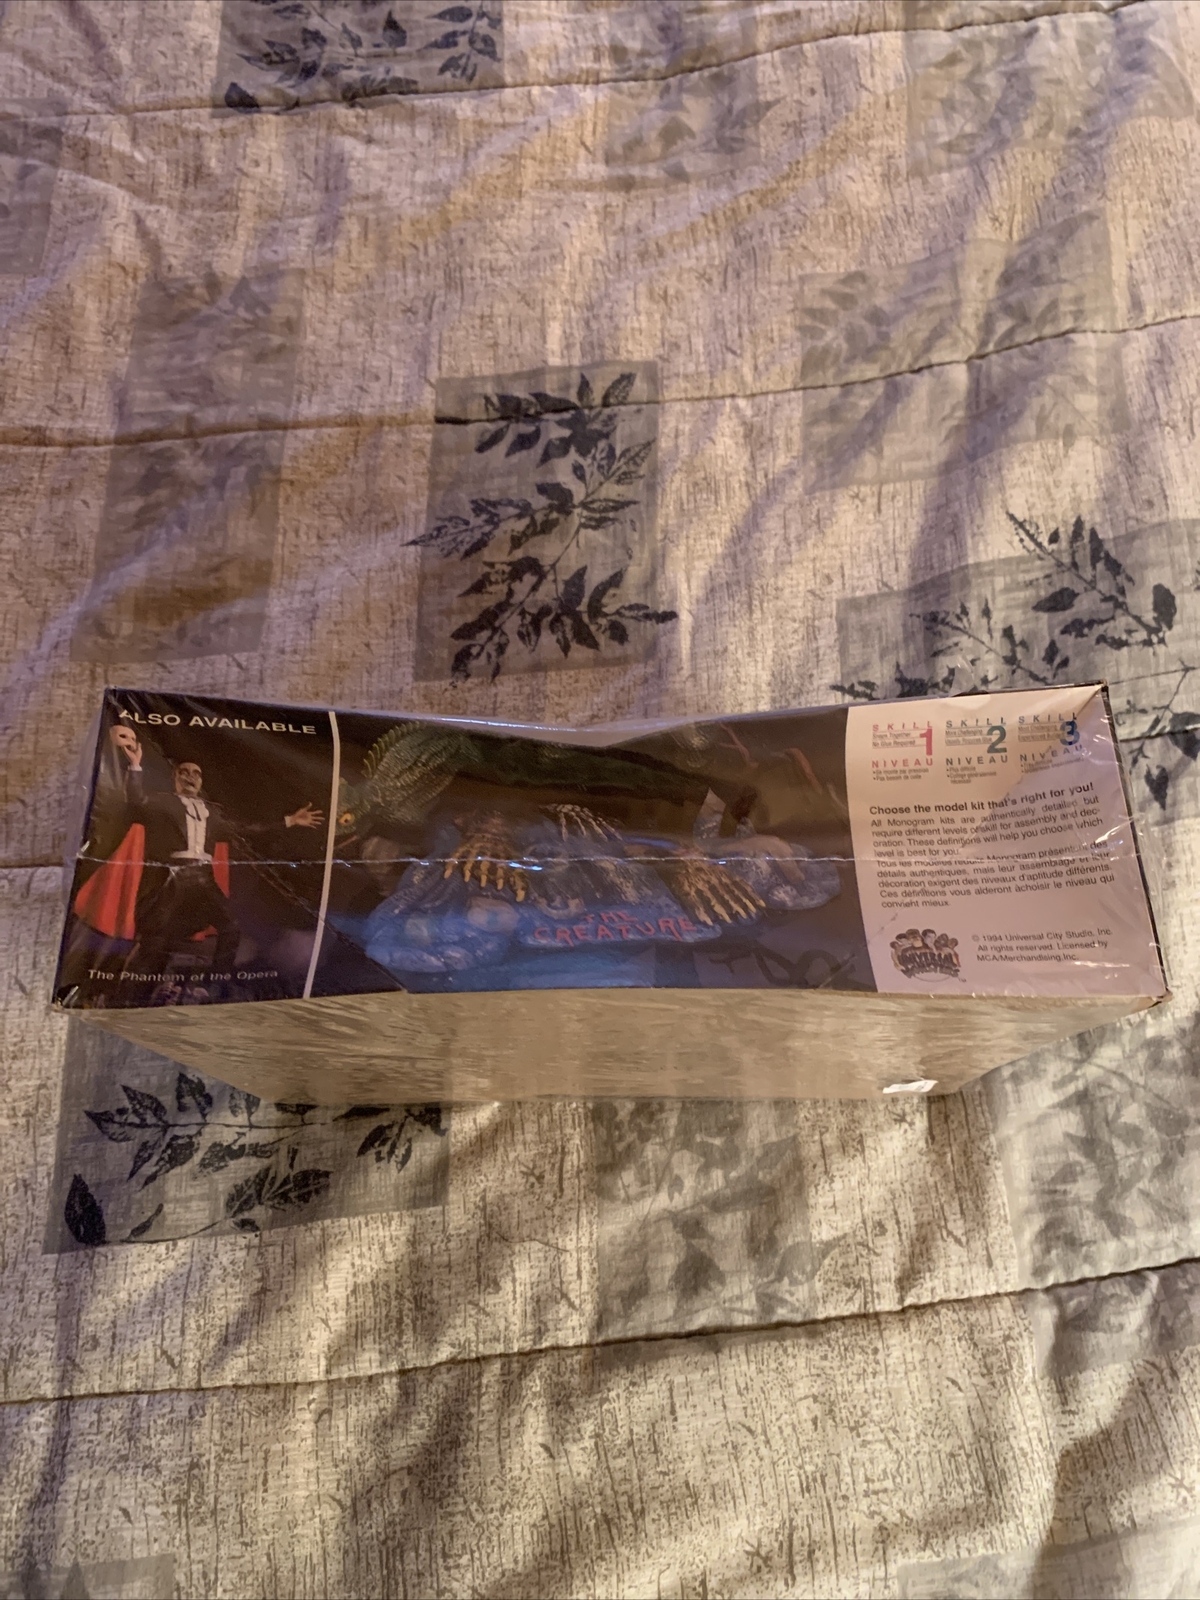 ALSO AVAILABLE
The Phantom of the Opera
THE
CREATURE
SKILL
1
NIVEAU
SKILL
2
NIVEAU
SKILL
3
NIVEAU
Choose the model kit that's right for you!
All Monogram kits are authentically detailed but
require different levels of skill for assembly and dec-
oration. These definitions will help you choose which
level is best for you.
Tous les modèles réduits Monogram présentent des
détails authentiques, mais leur assemblage et leur
décoration exigent des niveaux d'aptitude différents.
Ces définitions vous aideront à choisir le niveau qui
convient mieux.
UNIVERSAL
© 1994 Universal City Studio, Inc.
All rights reserved. Licensed by
MCA/Merchandising, Inc.